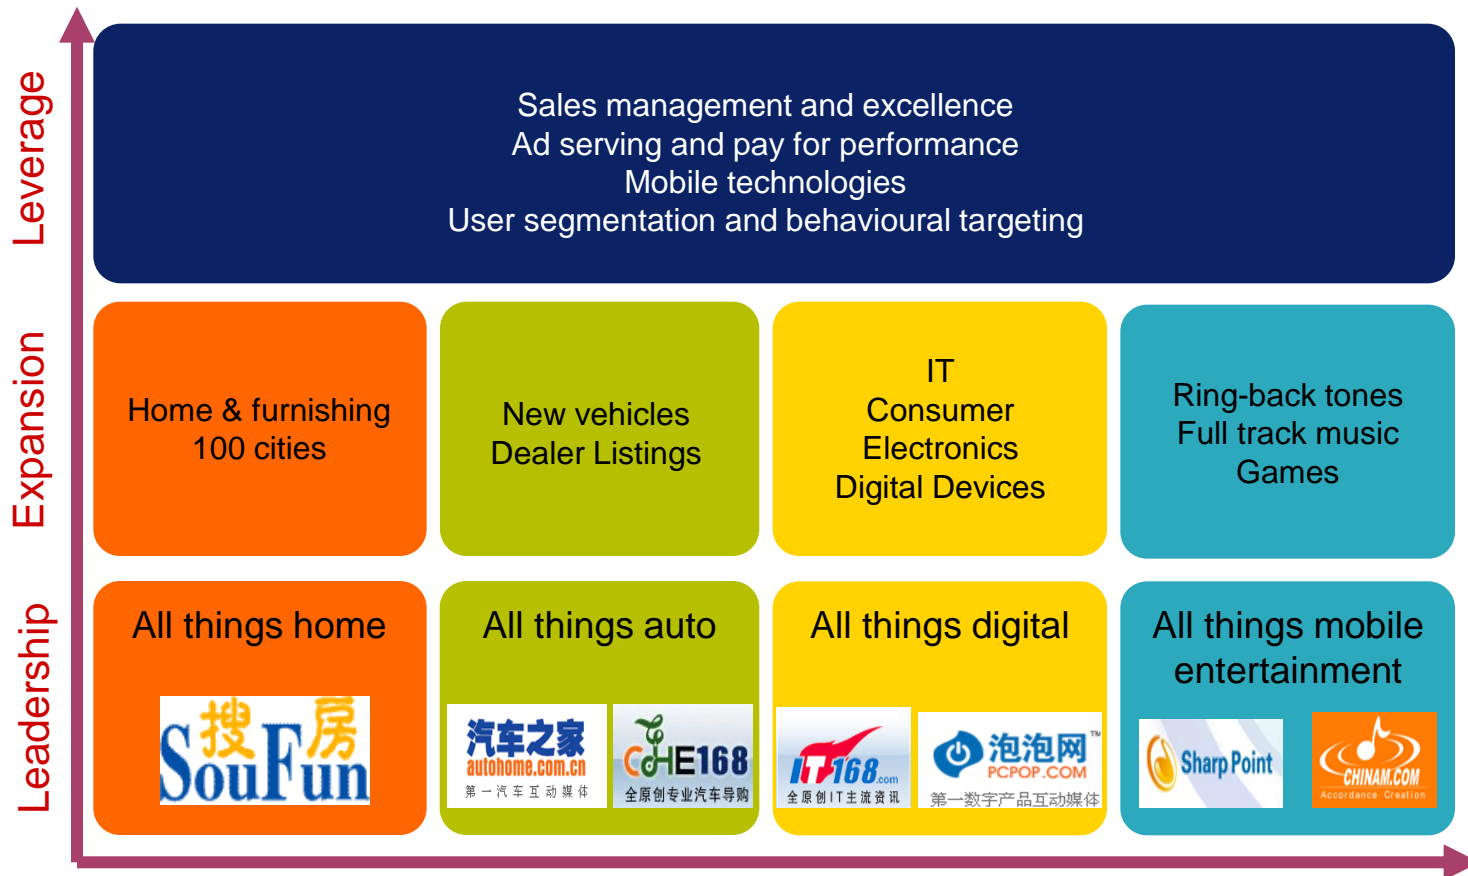 Leverage
Sales management and excellence
Ad serving and pay for performance
Mobile technologies
User segmentation and behavioural targeting
Expansion
Home & furnishing
100 cities
New vehicles
Dealer Listings
IT
Consumer
Electronics
Digital Devices
Ring-back tones
Full track music
Games
Leadership
All things home
搜房
SouFun
All things auto
汽车之家
autohome.com.cn
第一汽车互动媒体
CHE168
全原创专业汽车导购
All things digital
IT168.com
全原创IT主流资讯
泡泡网™
PCPOP.COM
第一数字产品互动媒体
All things mobile
entertainment
Sharp Point
CHINAM.COM
Accordance Creation